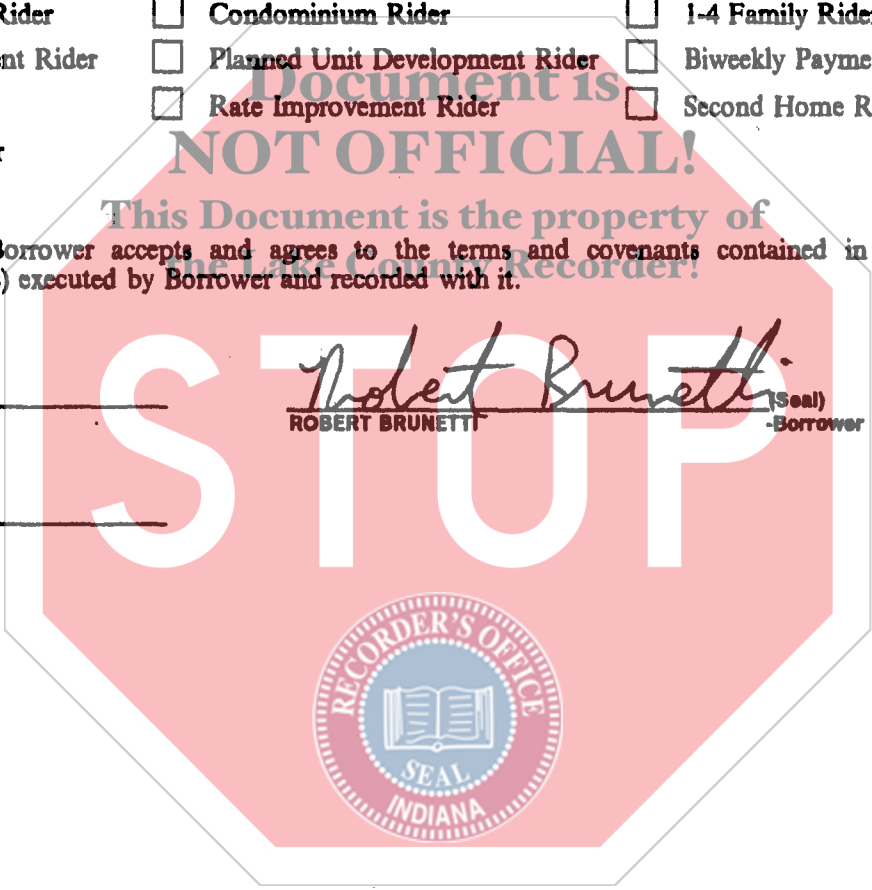 Rider Condominium Rider 1-4 Family Rider
nt Rider Planned Unit Development Rider Biweekly Payme
Rate Improvement Rider Second Home R
r
Document is
NOT OFFICIAL!
This Document is the property of
the Lake County Recorder!
orrower accepts and agrees to the terms and covenants contained in
) executed by Borrower and recorded with it.
STOP
Robert Brunetti
(Seal)
ROBERT BRUNETTI -Borrower
RECORDER'S OFFICE
SEAL
INDIANA